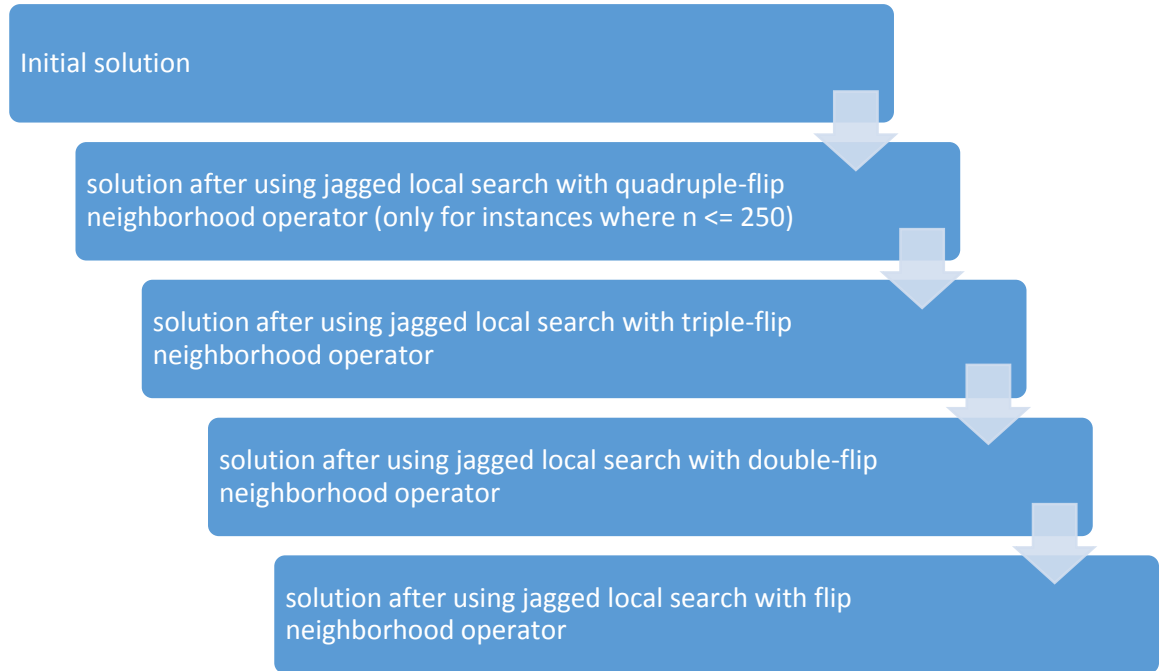 Initial solution
solution after using jagged local search with quadruple-flip
neighborhood operator (only for instances where n <= 250)
solution after using jagged local search with triple-flip
neighborhood operator
solution after using jagged local search with double-flip
neighborhood operator
solution after using jagged local search with flip
neighborhood operator